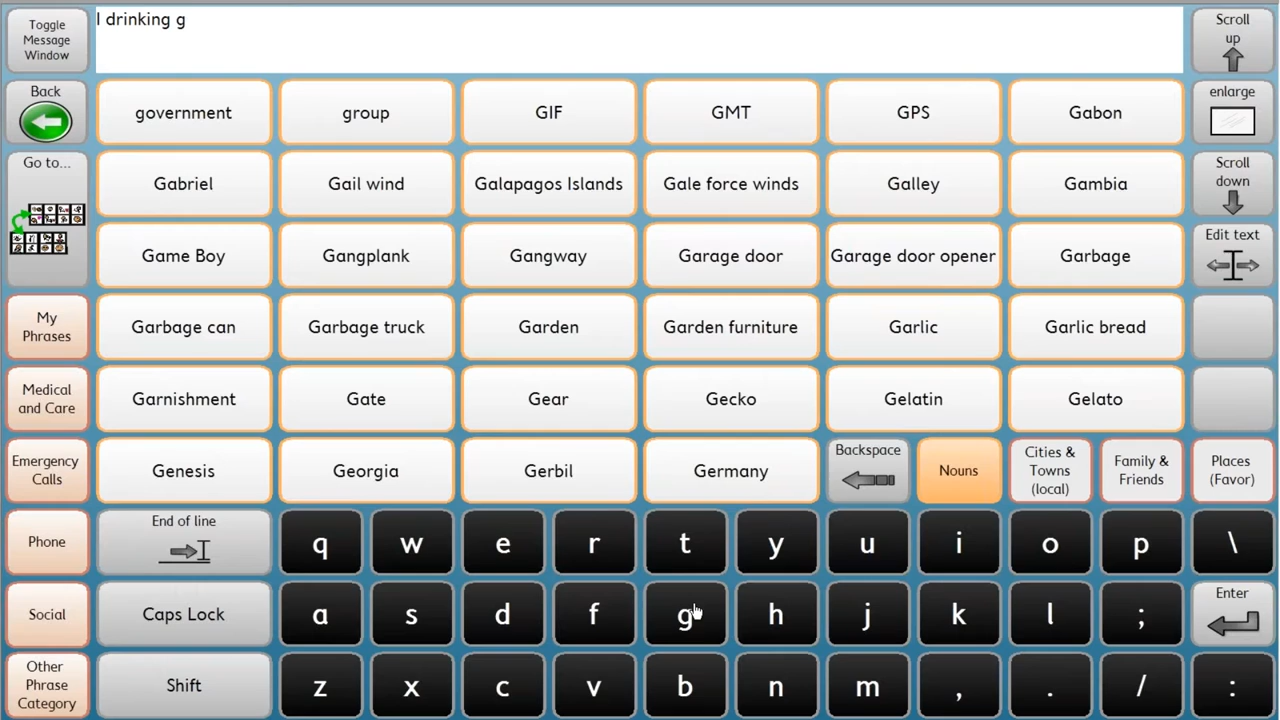 Toggle
Message
Window
I drinking g
Scroll
up
Back
government
group
GIF
GMT
GPS
Gabon
enlarge
Go to...
Gabriel
Gail wind
Galapagos Islands
Gale force winds
Galley
Gambia
Scroll
down
Game Boy
Gangplank
Gangway
Garage door
Garage door opener
Garbage
Edit text
My
Phrases
Garbage can
Garbage truck
Garden
Garden furniture
Garlic
Garlic bread
Medical
and Care
Garnishment
Gate
Gear
Gecko
Gelatin
Gelato
Emergency
Calls
Genesis
Georgia
Gerbil
Germany
Backspace
Nouns
Cities &
Towns
(local)
Family &
Friends
Places
(Favor)
Phone
End of line
q
w
e
r
t
y
u
i
o
p
\
Social
Caps Lock
a
s
d
f
g
h
j
k
l
;
Enter
Other
Phrase
Category
Shift
z
x
c
v
b
n
m
,
.
/
: